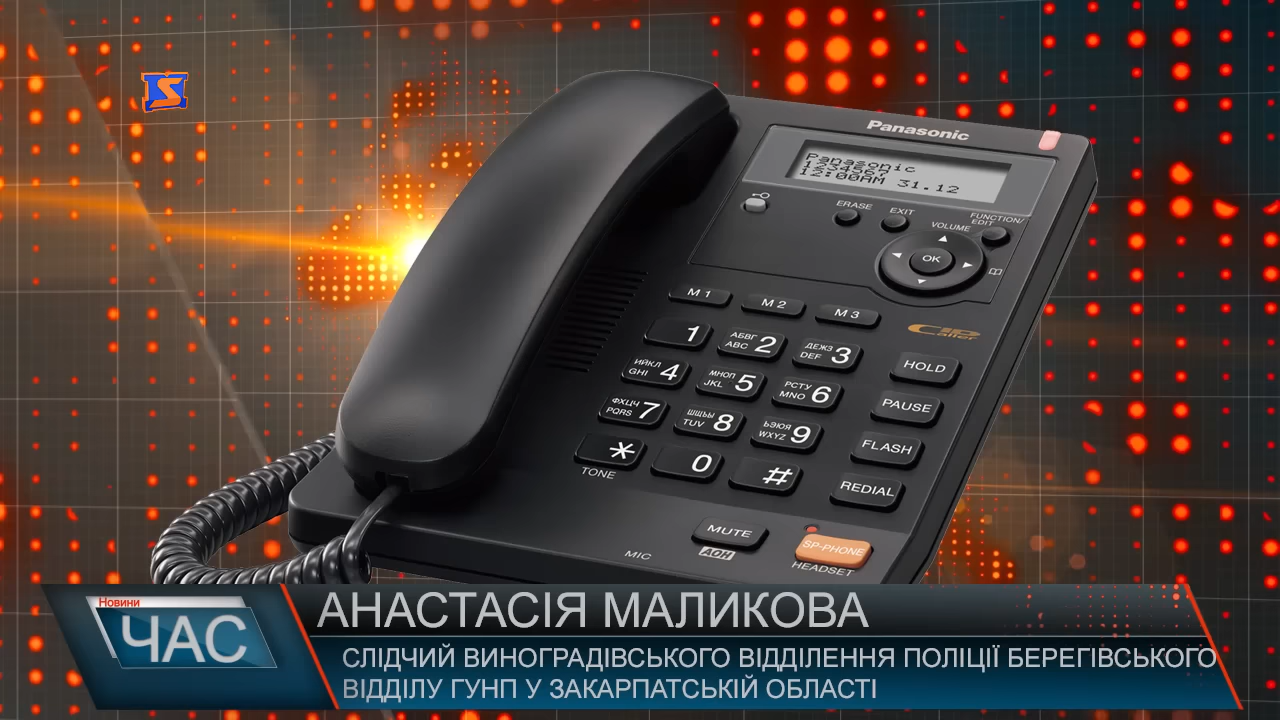 S
Panasonic
Panasonic
1234567
12:00AM 31.12
ERASE
EXIT
VOLUME
FUNCTION/
EDIT
OK
M 1
M 2
M 3
1
АБВГ
ABC 2
ДЕЖЗ
DEF 3
Caller
HOLD
ИЙКЛ
GHI 4
МНОП
JKL 5
РСТУ
MNO 6
PAUSE
ФХЦЧ
PQRS 7
ШЩЪЫ
TUV 8
ЬЭЮЯ
WXYZ 9
FLASH
*
0
#
TONE
REDIAL
MUTE
АОН
MIC
SP-PHONE
HEADSET
Новини
ЧАС
АНАСТАСІЯ МАЛИКОВА
СЛІДЧИЙ ВИНОГРАДІВСЬКОГО ВІДДІЛЕННЯ ПОЛІЦІЇ БЕРЕГІВСЬКОГО
ВІДДІЛУ ГУНП У ЗАКАРПАТСЬКІЙ ОБЛАСТІ